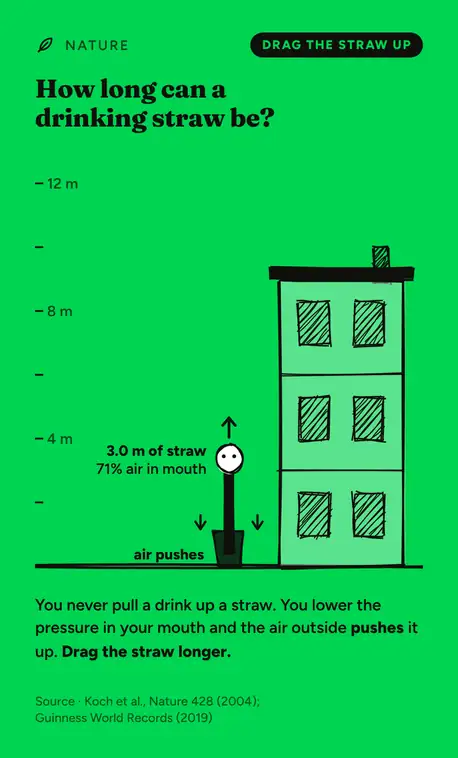 NATURE
DRAG THE STRAW UP
How long can a
drinking straw be?
12 m
8 m
4 m
3.0 m of straw
71% air in mouth
air pushes
You never pull a drink up a straw. You lower the
pressure in your mouth and the air outside pushes it
up. Drag the straw longer.
Source · Koch et al., Nature 428 (2004);
Guinness World Records (2019)